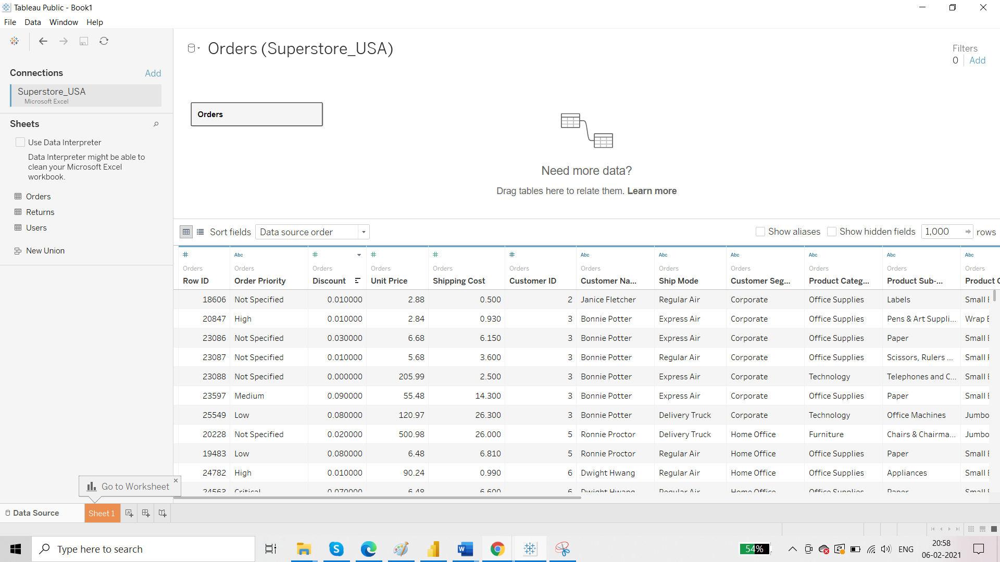 Tableau Public - Book1
File Data Window Help
Connections Add
Superstore_USA
Microsoft Excel
Sheets
Use Data Interpreter
Data Interpreter might be able to
clean your Microsoft Excel
workbook.
Orders
Returns
Users
New Union
Orders (Superstore_USA)
Filters
0 Add
Orders
Need more data?
Drag tables here to relate them. Learn more
Sort fields Data source order Show aliases Show hidden fields 1,000 rows
# Abc # # # # Abc Abc Abc Abc Abc Abc
Orders Orders Orders Orders Orders Orders Orders Orders Orders Orders Orders Orders
Row ID Order Priority Discount Unit Price Shipping Cost Customer ID Customer Na... Ship Mode Customer Seg... Product Categ... Product Sub-... Product
18606 Not Specified 0.010000 2.88 0.500 2 Janice Fletcher Regular Air Corporate Office Supplies Labels Small
20847 High 0.010000 2.84 0.930 3 Bonnie Potter Express Air Corporate Office Supplies Pens & Art Suppli... Wrap
23086 Not Specified 0.030000 6.68 6.150 3 Bonnie Potter Express Air Corporate Office Supplies Paper Small
23087 Not Specified 0.010000 5.68 3.600 3 Bonnie Potter Regular Air Corporate Office Supplies Scissors, Rulers ... Small
23088 Not Specified 0.000000 205.99 2.500 3 Bonnie Potter Express Air Corporate Technology Telephones and C... Small
23597 Medium 0.090000 55.48 14.300 3 Bonnie Potter Express Air Corporate Office Supplies Paper Small
25549 Low 0.080000 120.97 26.300 3 Bonnie Potter Delivery Truck Corporate Technology Office Machines Jumbo
20228 Not Specified 0.020000 500.98 26.000 5 Ronnie Proctor Delivery Truck Home Office Furniture Chairs & Chairma... Jumbo
19483 Low 0.080000 6.48 6.810 5 Ronnie Proctor Regular Air Home Office Office Supplies Paper Small
24782 High 0.010000 90.24 0.990 6 Dwight Hwang Regular Air Home Office Office Supplies Appliances Small
24563 Critical 0.070000 6.48 6.600 6 Dwight Hwang Regular Air Home Office Office Supplies Paper Small
Go to Worksheet
Data Source Sheet 1
Type here to search
54%
ENG
20:58
06-02-2021